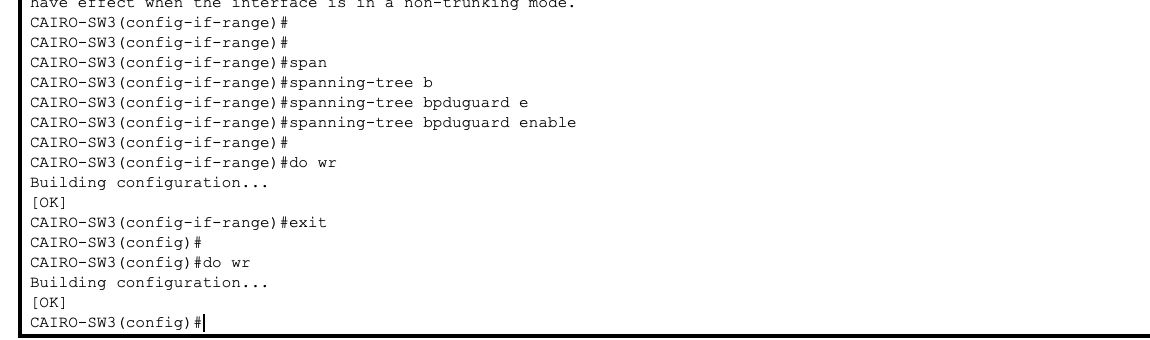 have effect when the interface is in a non-trunking mode.
CAIRO-SW3(config-if-range)#
CAIRO-SW3(config-if-range)#
CAIRO-SW3(config-if-range)#span
CAIRO-SW3(config-if-range)#spanning-tree b
CAIRO-SW3(config-if-range)#spanning-tree bpduguard e
CAIRO-SW3(config-if-range)#spanning-tree bpduguard enable
CAIRO-SW3(config-if-range)#
CAIRO-SW3(config-if-range)#do wr
Building configuration...
[OK]
CAIRO-SW3(config-if-range)#exit
CAIRO-SW3(config)#
CAIRO-SW3(config)#do wr
Building configuration...
[OK]
CAIRO-SW3(config)#